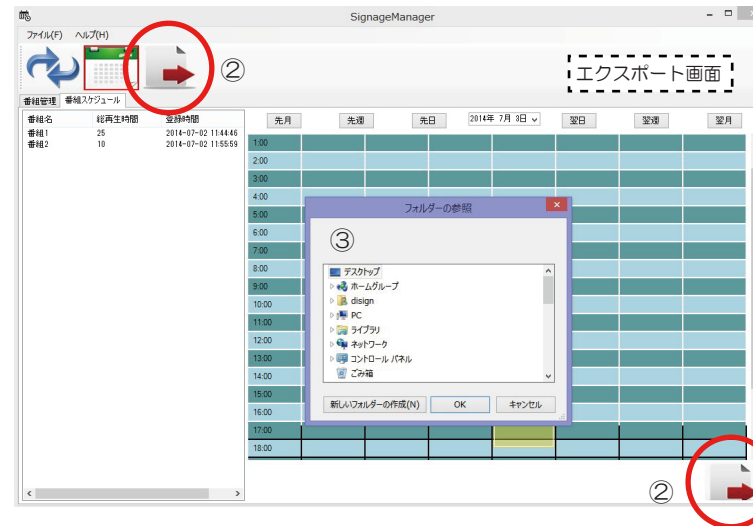 SignageManager
ファイル(F) ヘルプ(H)
②
エクスポート画面
番組管理 番組スケジュール
番組名 総再生時間 登録時間
番組1 25 2014-07-02 11:44:46
番組2 10 2014-07-02 11:55:59
先月 先週 先日 2014年 7月 3日 翌日 翌週 翌月
1:00
2:00
3:00
4:00
5:00
6:00
7:00
8:00
9:00
10:00
11:00
12:00
13:00
14:00
15:00
16:00
17:00
18:00
フォルダーの参照
③
デスクトップ
ホームグループ
disign
PC
ライブラリ
ネットワーク
コントロール パネル
ごみ箱
新しいフォルダーの作成(N) OK キャンセル
②